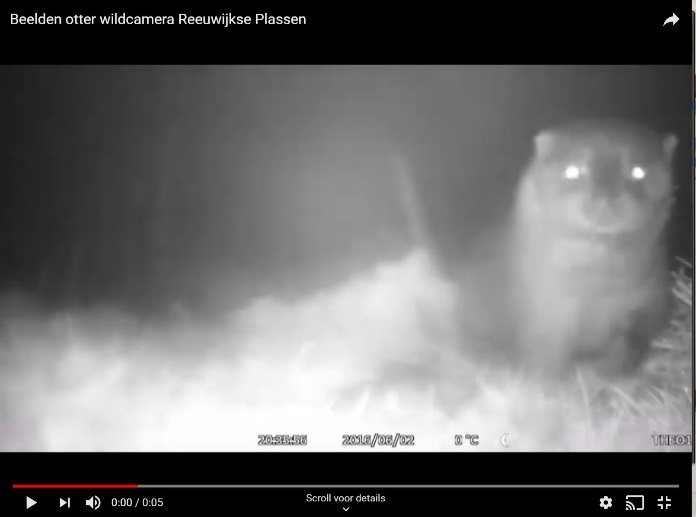 Beelden otter wildcamera Reeuwijkse Plassen
20:35:56 2016/06/02 0 °C THEO1
0:00 / 0:05
Scroll voor details